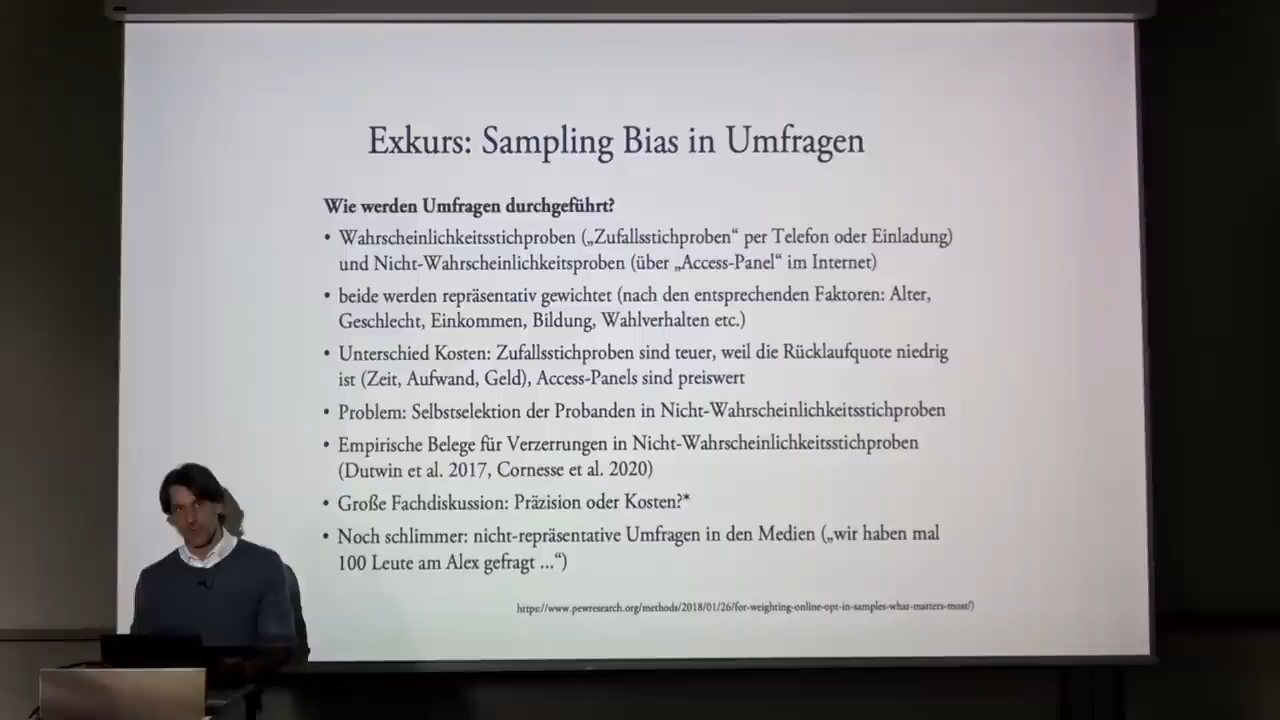 Exkurs: Sampling Bias in Umfragen
Wie werden Umfragen durchgeführt?
• Wahrscheinlichkeitsstichproben („Zufallsstichproben“ per Telefon oder Einladung)
und Nicht-Wahrscheinlichkeitsproben (über „Access-Panel“ im Internet)
• beide werden repräsentativ gewichtet (nach den entsprechenden Faktoren: Alter,
Geschlecht, Einkommen, Bildung, Wahlverhalten etc.)
• Unterschied Kosten: Zufallsstichproben sind teuer, weil die Rücklaufquote niedrig
ist (Zeit, Aufwand, Geld), Access-Panels sind preiswert
• Problem: Selbstselektion der Probanden in Nicht-Wahrscheinlichkeitsstichproben
• Empirische Belege für Verzerrungen in Nicht-Wahrscheinlichkeitsstichproben
(Dutwin et al. 2017, Cornesse et al. 2020)
• Große Fachdiskussion: Präzision oder Kosten?*
• Noch schlimmer: nicht-repräsentative Umfragen in den Medien („wir haben mal
100 Leute am Alex gefragt ...“)
https://www.pewresearch.org/methods/2018/01/26/for-weighting-online-opt-in-samples-what-matters-most/)